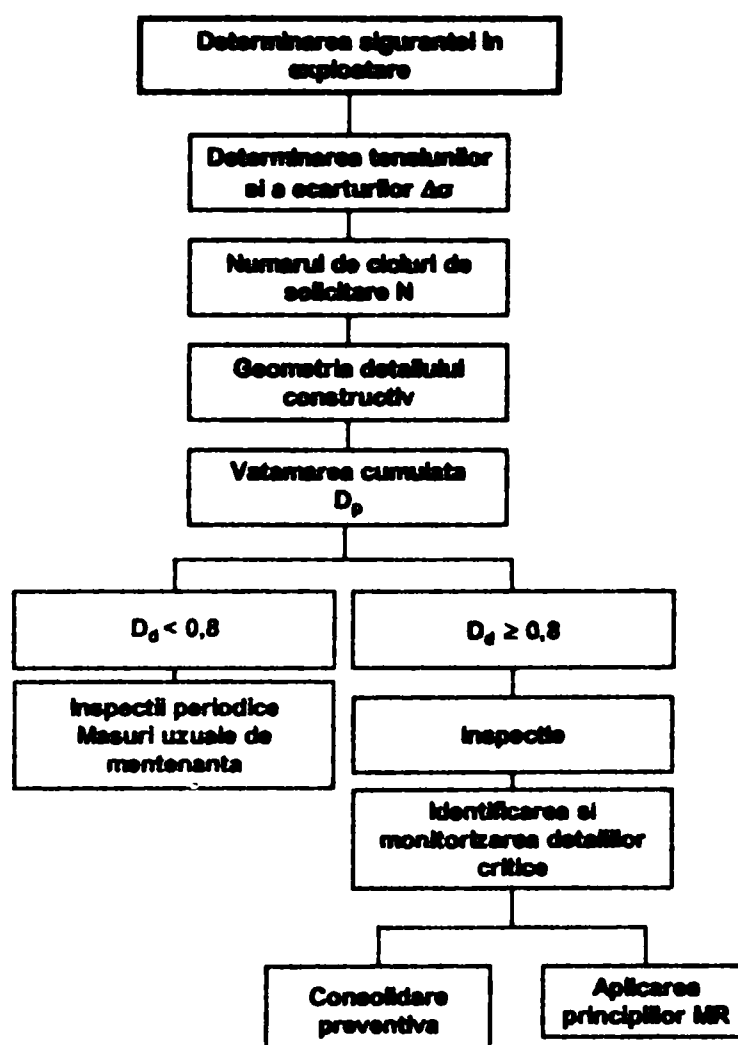 Determinarea sigurantei in
exploatare
Determinarea tensiunilor
si a ecarturilor Δσ
Numarul de cicluri de
solicitare N
Geometria detaliului
constructiv
Vatamarea cumulata
Dp
Dd < 0,8
Dd ≥ 0,8
Inspectii periodice
Masuri uzuale de
mentenanta
Inspectie
Identificarea si
monitorizarea detaliilor
critice
Consolidare
preventiva
Aplicarea
principiilor MR